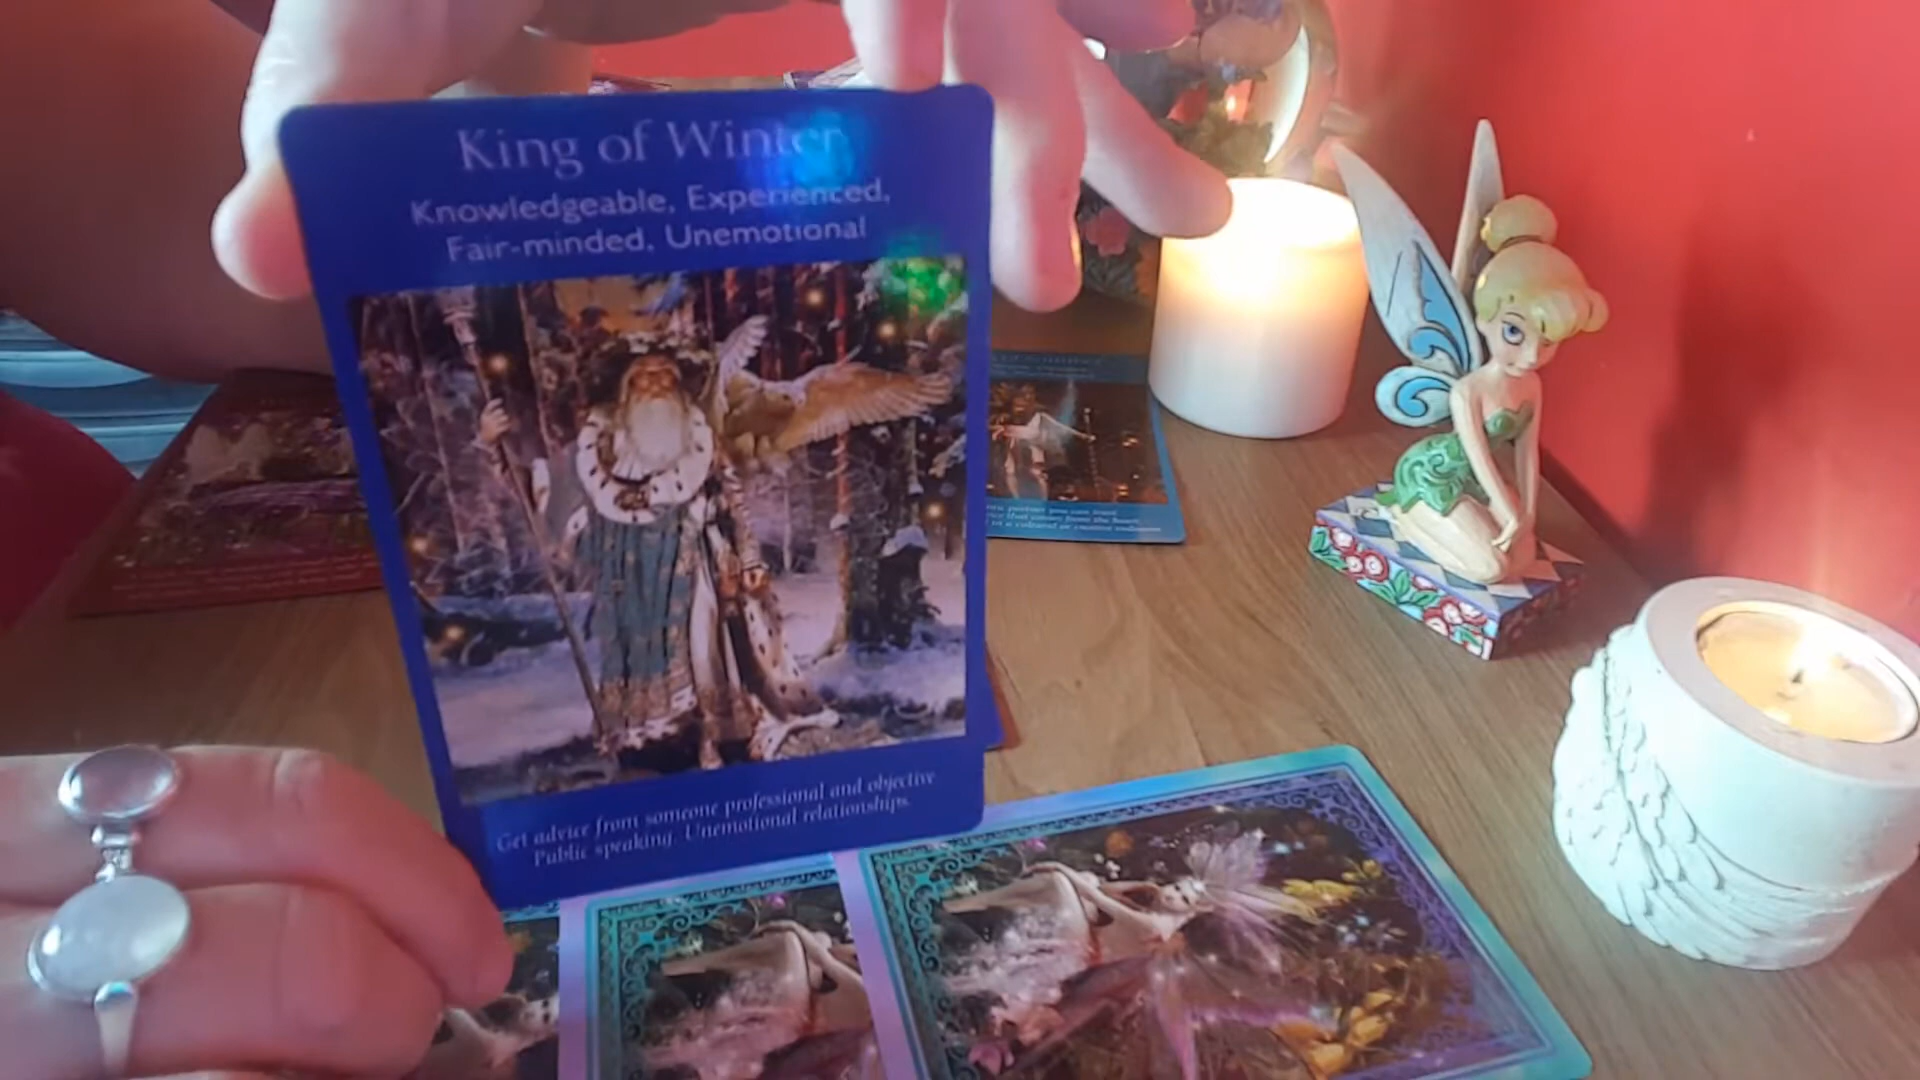 King of Winter
Knowledgeable, Experienced,
Fair-minded, Unemotional
Get advice from someone professional and objective
Public speaking. Unemotional relationships.